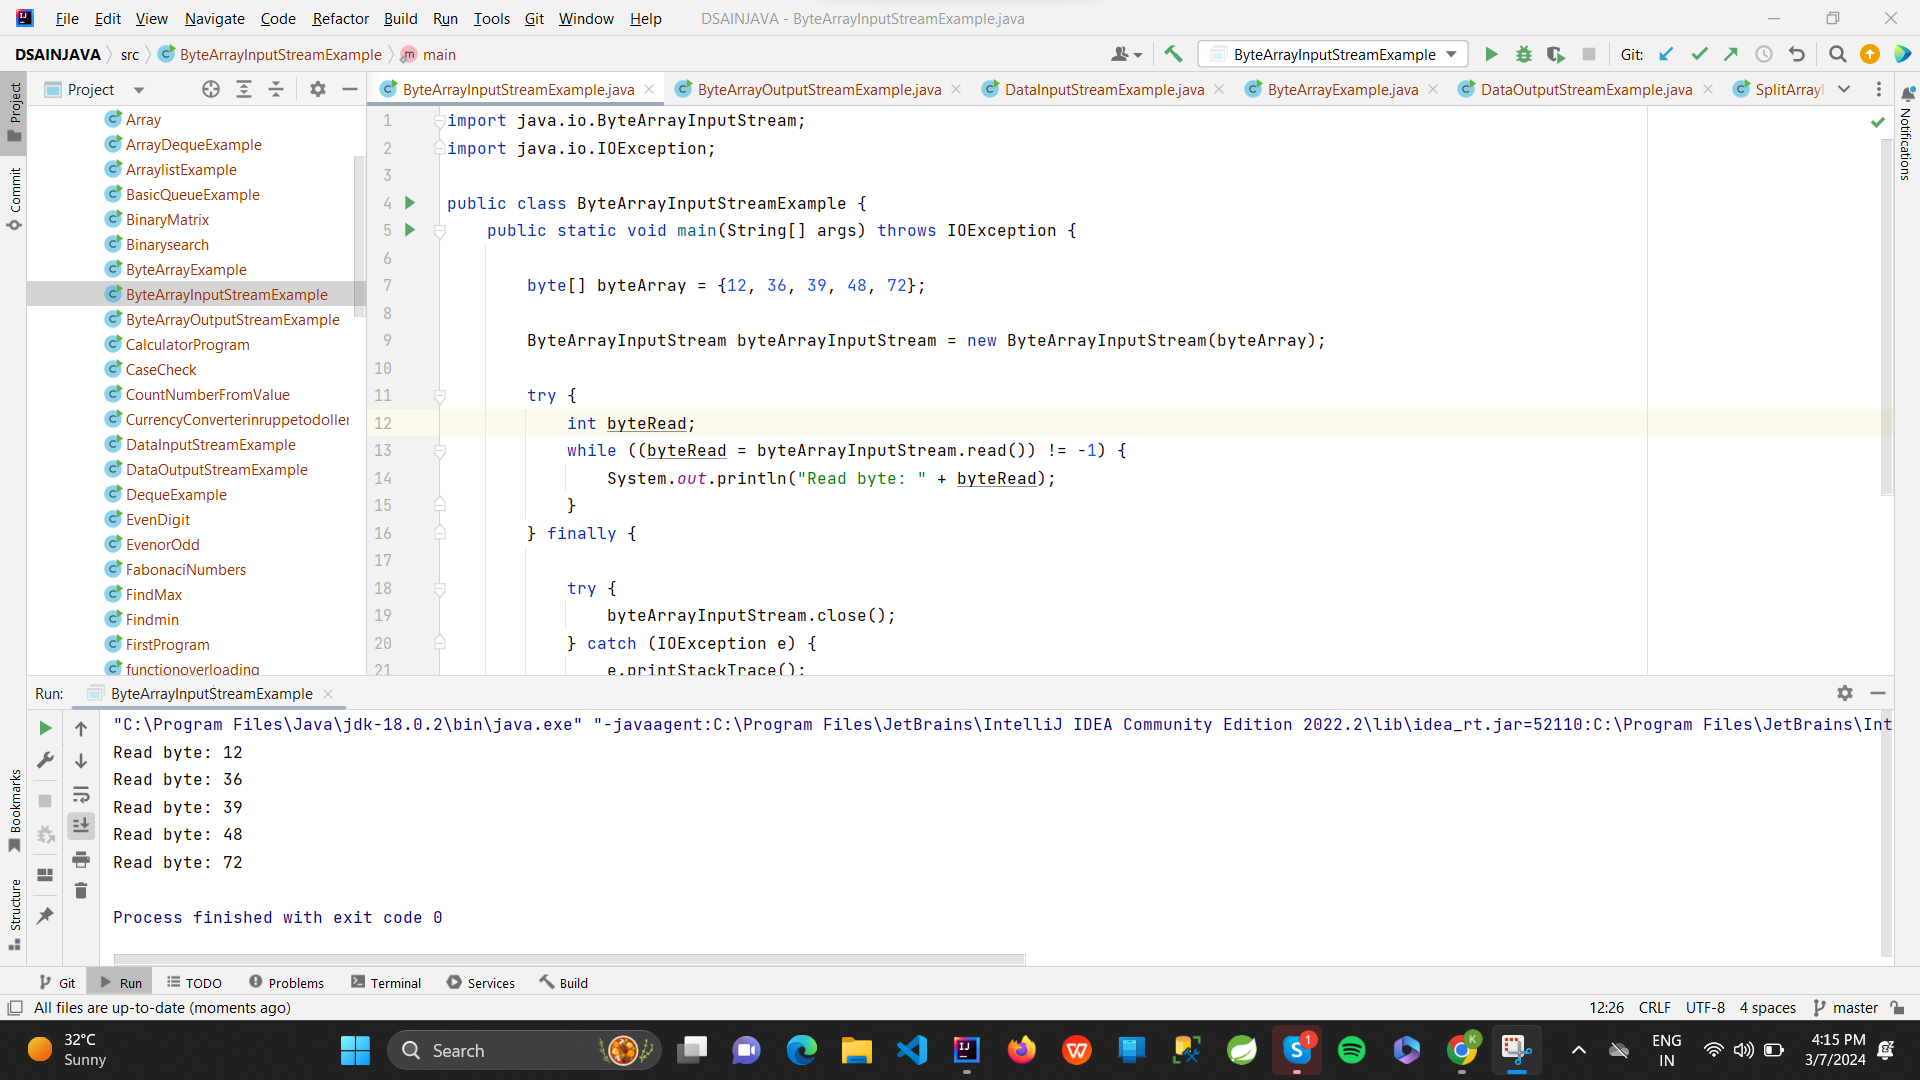 File Edit View Navigate Code Refactor Build Run Tools Git Window Help DSAINJAVA - ByteArrayInputStreamExample.java
DSAINJAVA src ByteArrayInputStreamExample main ByteArrayInputStreamExample Git:
Project ByteArrayInputStreamExample.java ByteArrayOutputStreamExample.java DataInputStreamExample.java ByteArrayExample.java DataOutputStreamExample.java SplitArray
Project
Commit
Bookmarks
Structure
Notifications
Array
ArrayDequeExample
ArraylistExample
BasicQueueExample
BinaryMatrix
Binarysearch
ByteArrayExample
ByteArrayInputStreamExample
ByteArrayOutputStreamExample
CalculatorProgram
CaseCheck
CountNumberFromValue
CurrencyConverterinruppetodoller
DataInputStreamExample
DataOutputStreamExample
DequeExample
EvenDigit
EvenorOdd
FabonaciNumbers
FindMax
Findmin
FirstProgram
functionoverloading
1 import java.io.ByteArrayInputStream;
2 import java.io.IOException;
3
4 public class ByteArrayInputStreamExample {
5 public static void main(String[] args) throws IOException {
6
7 byte[] byteArray = {12, 36, 39, 48, 72};
8
9 ByteArrayInputStream byteArrayInputStream = new ByteArrayInputStream(byteArray);
10
11 try {
12 int byteRead;
13 while ((byteRead = byteArrayInputStream.read()) != -1) {
14 System.out.println("Read byte: " + byteRead);
15 }
16 } finally {
17
18 try {
19 byteArrayInputStream.close();
20 } catch (IOException e) {
21 e.printStackTrace();
Run: ByteArrayInputStreamExample
"C:\Program Files\Java\jdk-18.0.2\bin\java.exe" "-javaagent:C:\Program Files\JetBrains\IntelliJ IDEA Community Edition 2022.2\lib\idea_rt.jar=52110:C:\Program Files\JetBrains\Int
Read byte: 12
Read byte: 36
Read byte: 39
Read byte: 48
Read byte: 72
Process finished with exit code 0
Git Run TODO Problems Terminal Services Build
All files are up-to-date (moments ago) 12:26 CRLF UTF-8 4 spaces master
32°C
Sunny
Search
1
K
ENG
IN
4:15 PM
3/7/2024